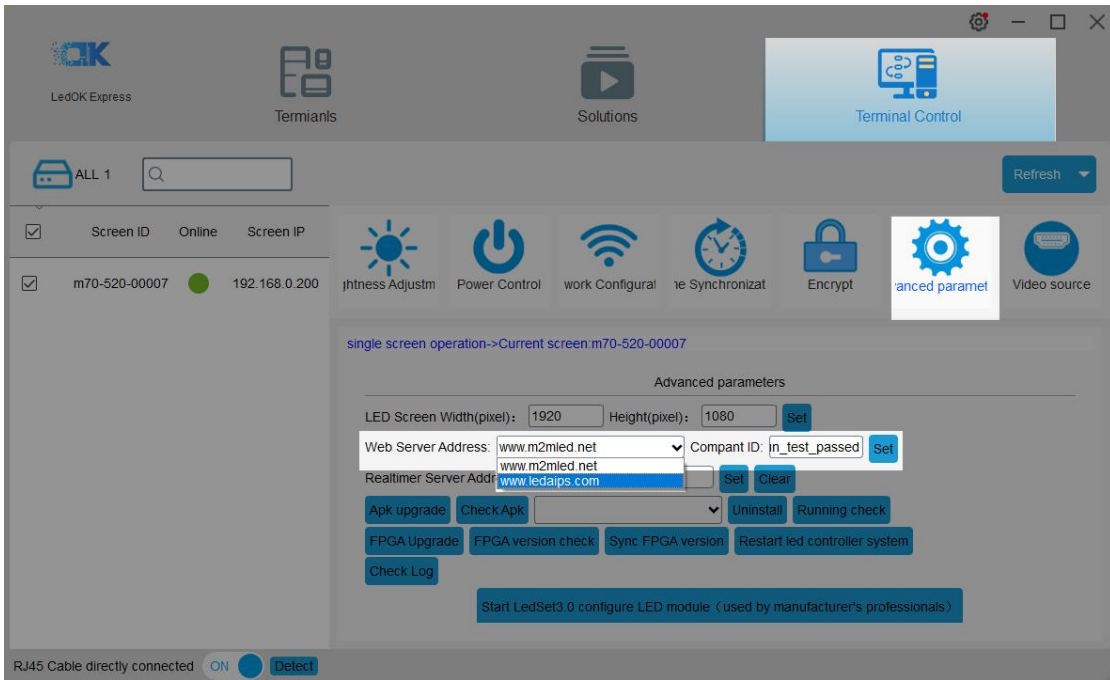 OK
LedOK Express
Termianls
Solutions
Terminal Control
ALL 1
Refresh
Screen ID Online Screen IP
m70-520-00007 192.168.0.200
ghtness Adjustm Power Control work Configurat ne Synchronizat Encrypt anced paramet Video source
single screen operation->Current screen:m70-520-00007
Advanced parameters
LED Screen Width(pixel): 1920 Height(pixel): 1080 Set
Web Server Address: www.m2mled.net Compant ID: in_test_passed Set
www.m2mled.net
Realtimer Server Addr www.ledaips.com Set Clear
Apk upgrade Check Apk Uninstall Running check
FPGA Upgrade FPGA version check Sync FPGA version Restart led controller system
Check Log
Start LedSet3.0 configure LED module（used by manufacturer's professionals）
RJ45 Cable directly connected ON Detect